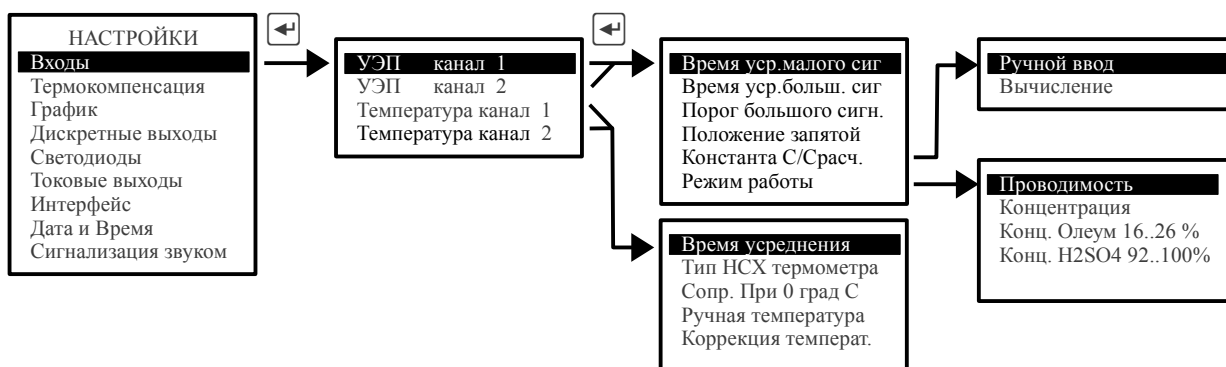 НАСТРОЙКИ
Входы
Термокомпенсация
График
Дискретные выходы
Светодиоды
Токовые выходы
Интерфейс
Дата и Время
Сигнализация звуком
УЭП канал 1
УЭП канал 2
Температура канал 1
Температура канал 2
Время уср.малого сиг
Время уср.больш. сиг
Порог большого сигн.
Положение запятой
Константа С/Срасч.
Режим работы
Время усреднения
Тип НСХ термометра
Сопр. При 0 град С
Ручная температура
Коррекция температ.
Ручной ввод
Вычисление
Проводимость
Концентрация
Конц. Олеум 16..26 %
Конц. H2SO4 92..100%